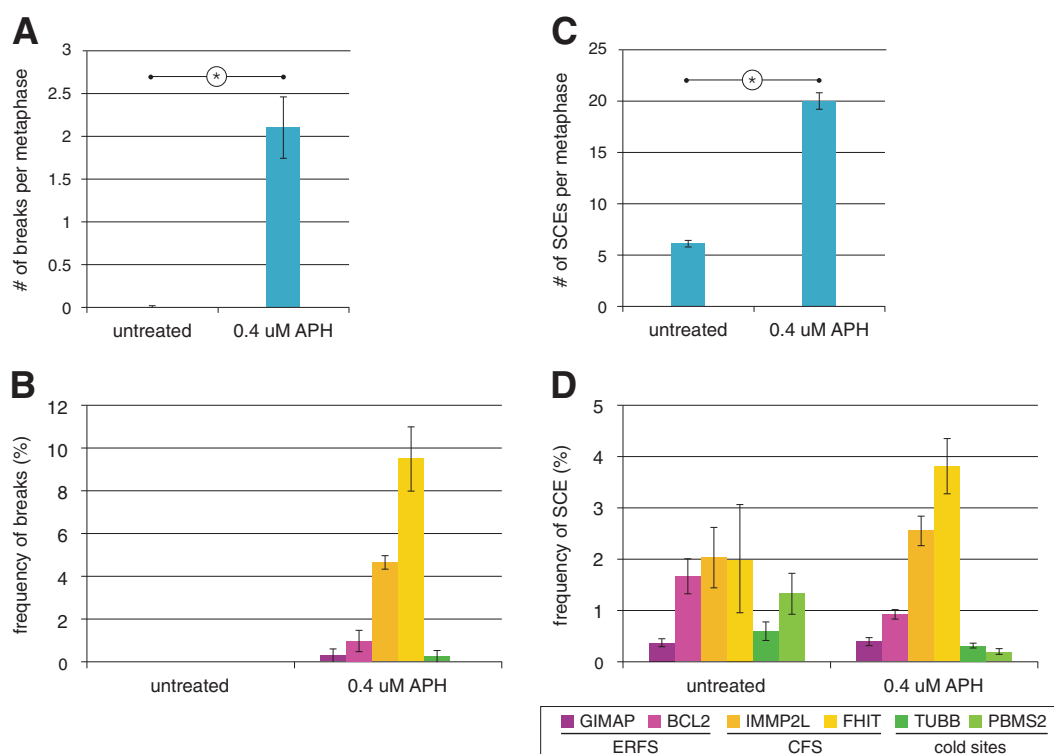 A
# of breaks per metaphase
3
2.5
2
1.5
1
0.5
0
*
untreated
0.4 uM APH
C
# of SCEs per metaphase
25
20
15
10
5
0
*
untreated
0.4 uM APH
B
frequency of breaks (%)
12
10
8
6
4
2
0
untreated
0.4 uM APH
D
frequency of SCE (%)
5
4
3
2
1
0
untreated
0.4 uM APH
GIMAP BCL2 IMMP2L FHIT TUBB PBMS2
ERFS CFS cold sites